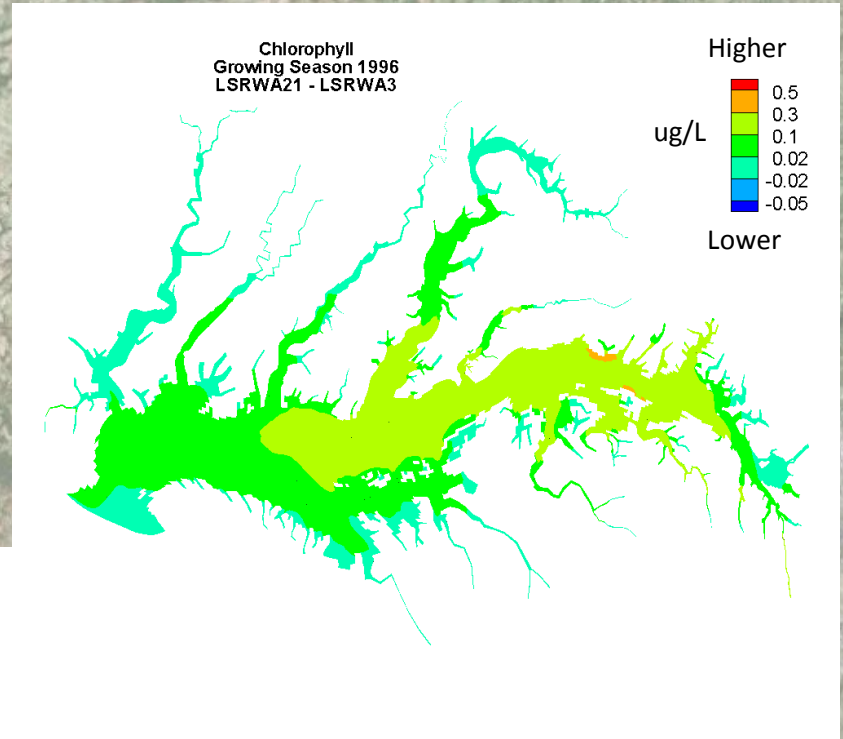 Chlorophyll
Growing Season 1996
LSRWA21 - LSRWA3
Higher
ug/L
0.5
0.3
0.1
0.02
-0.02
-0.05
Lower